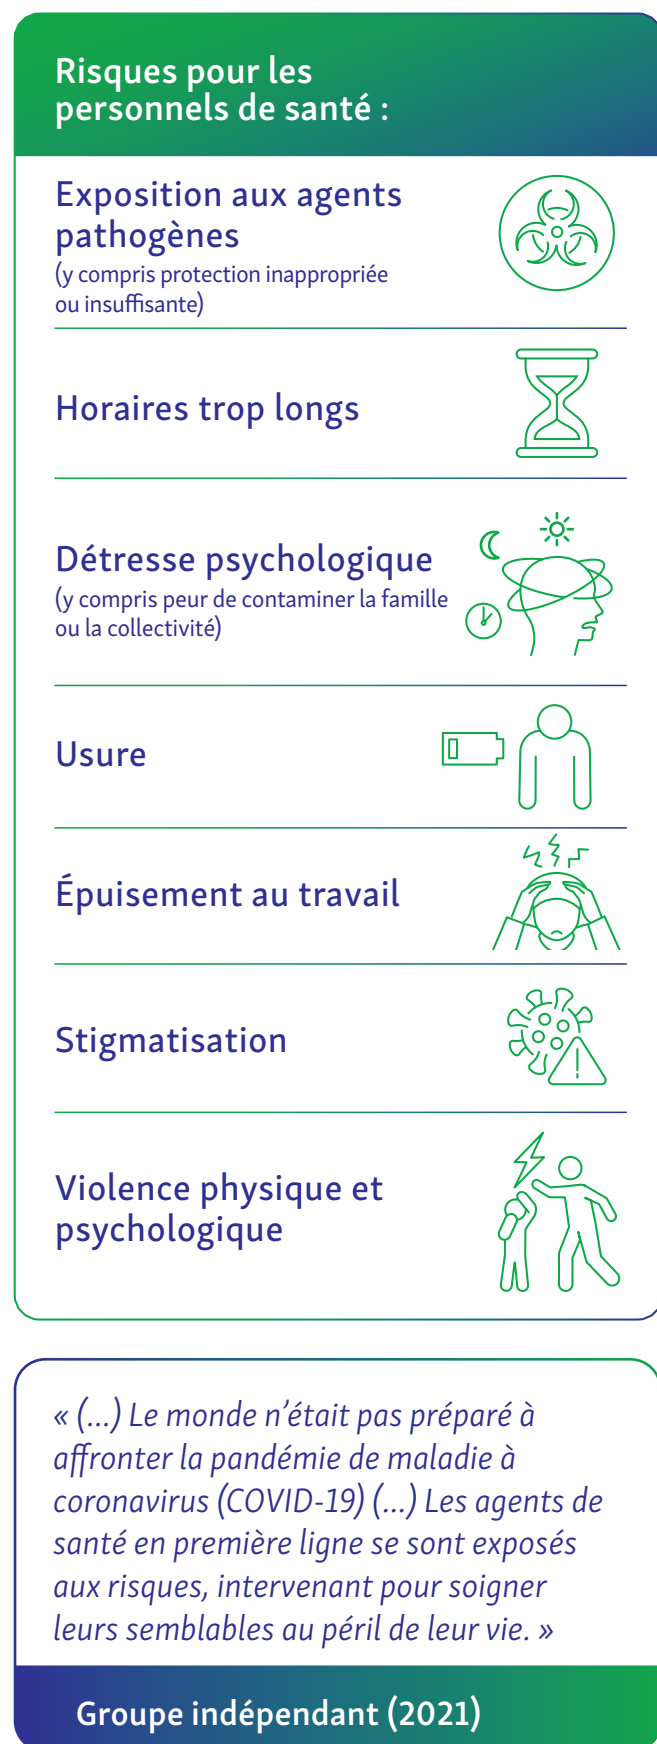 Risques pour les
personnels de santé :
Exposition aux agents
pathogènes
(y compris protection inappropriée
ou insuffisante)
Horaires trop longs
Détresse psychologique
(y compris peur de contaminer la famille
ou la collectivité)
Usure
Épuisement au travail
Stigmatisation
Violence physique et
psychologique
« (...) Le monde n’était pas préparé à
affronter la pandémie de maladie à
coronavirus (COVID-19) (...) Les agents de
santé en première ligne se sont exposés
aux risques, intervenant pour soigner
leurs semblables au péril de leur vie. »
Groupe indépendant (2021)